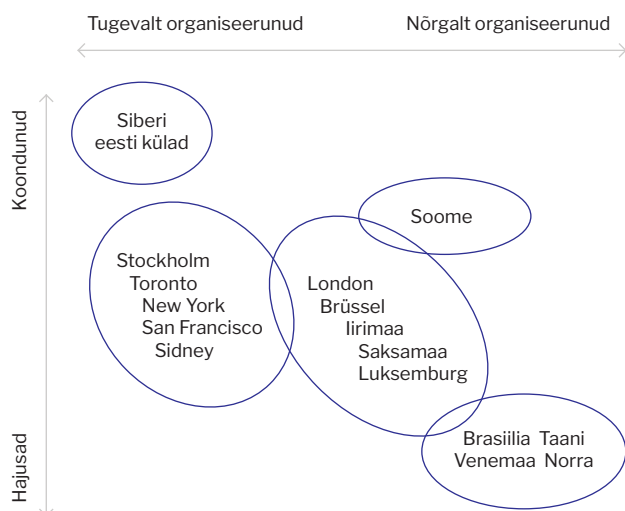 Tugevalt organiseerunud
Nõrgalt organiseerunud
Koondunud
Hajusad
Siberi
eesti külad
Soome
Stockholm
Toronto
New York
San Francisco
Sidney
London
Brüssel
Iirimaa
Saksamaa
Luksemburg
Brasiilia Taani
Venemaa Norra